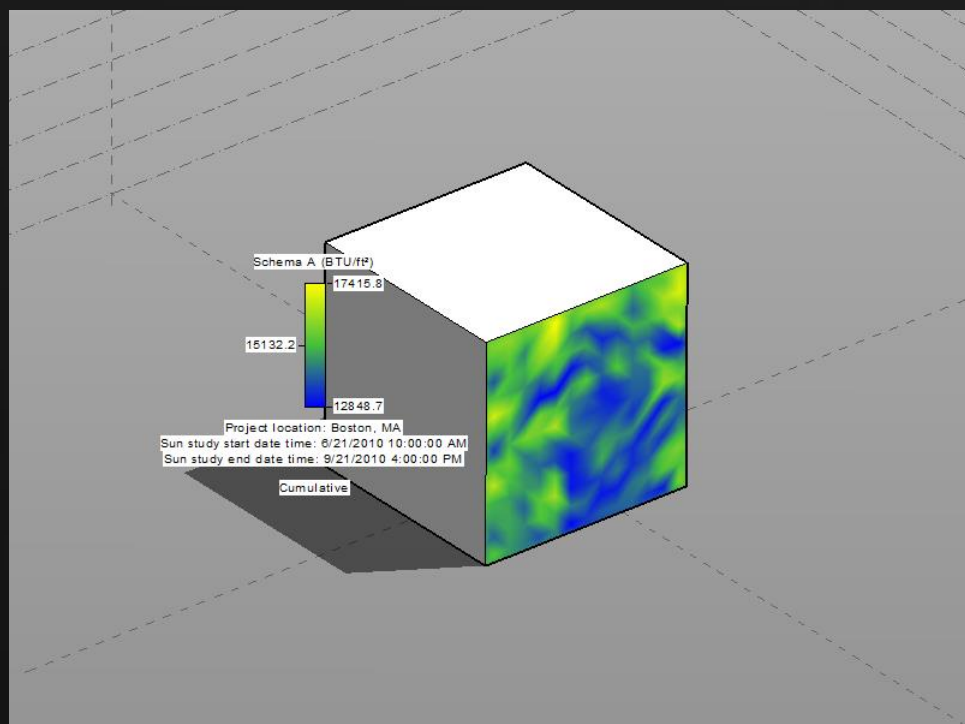 Schema A (BTU/ft²)
17415.8
15132.2
12848.7
Project location: Boston, MA
Sun study start date time: 6/21/2010 10:00:00 AM
Sun study end date time: 9/21/2010 4:00:00 PM
Cumulative